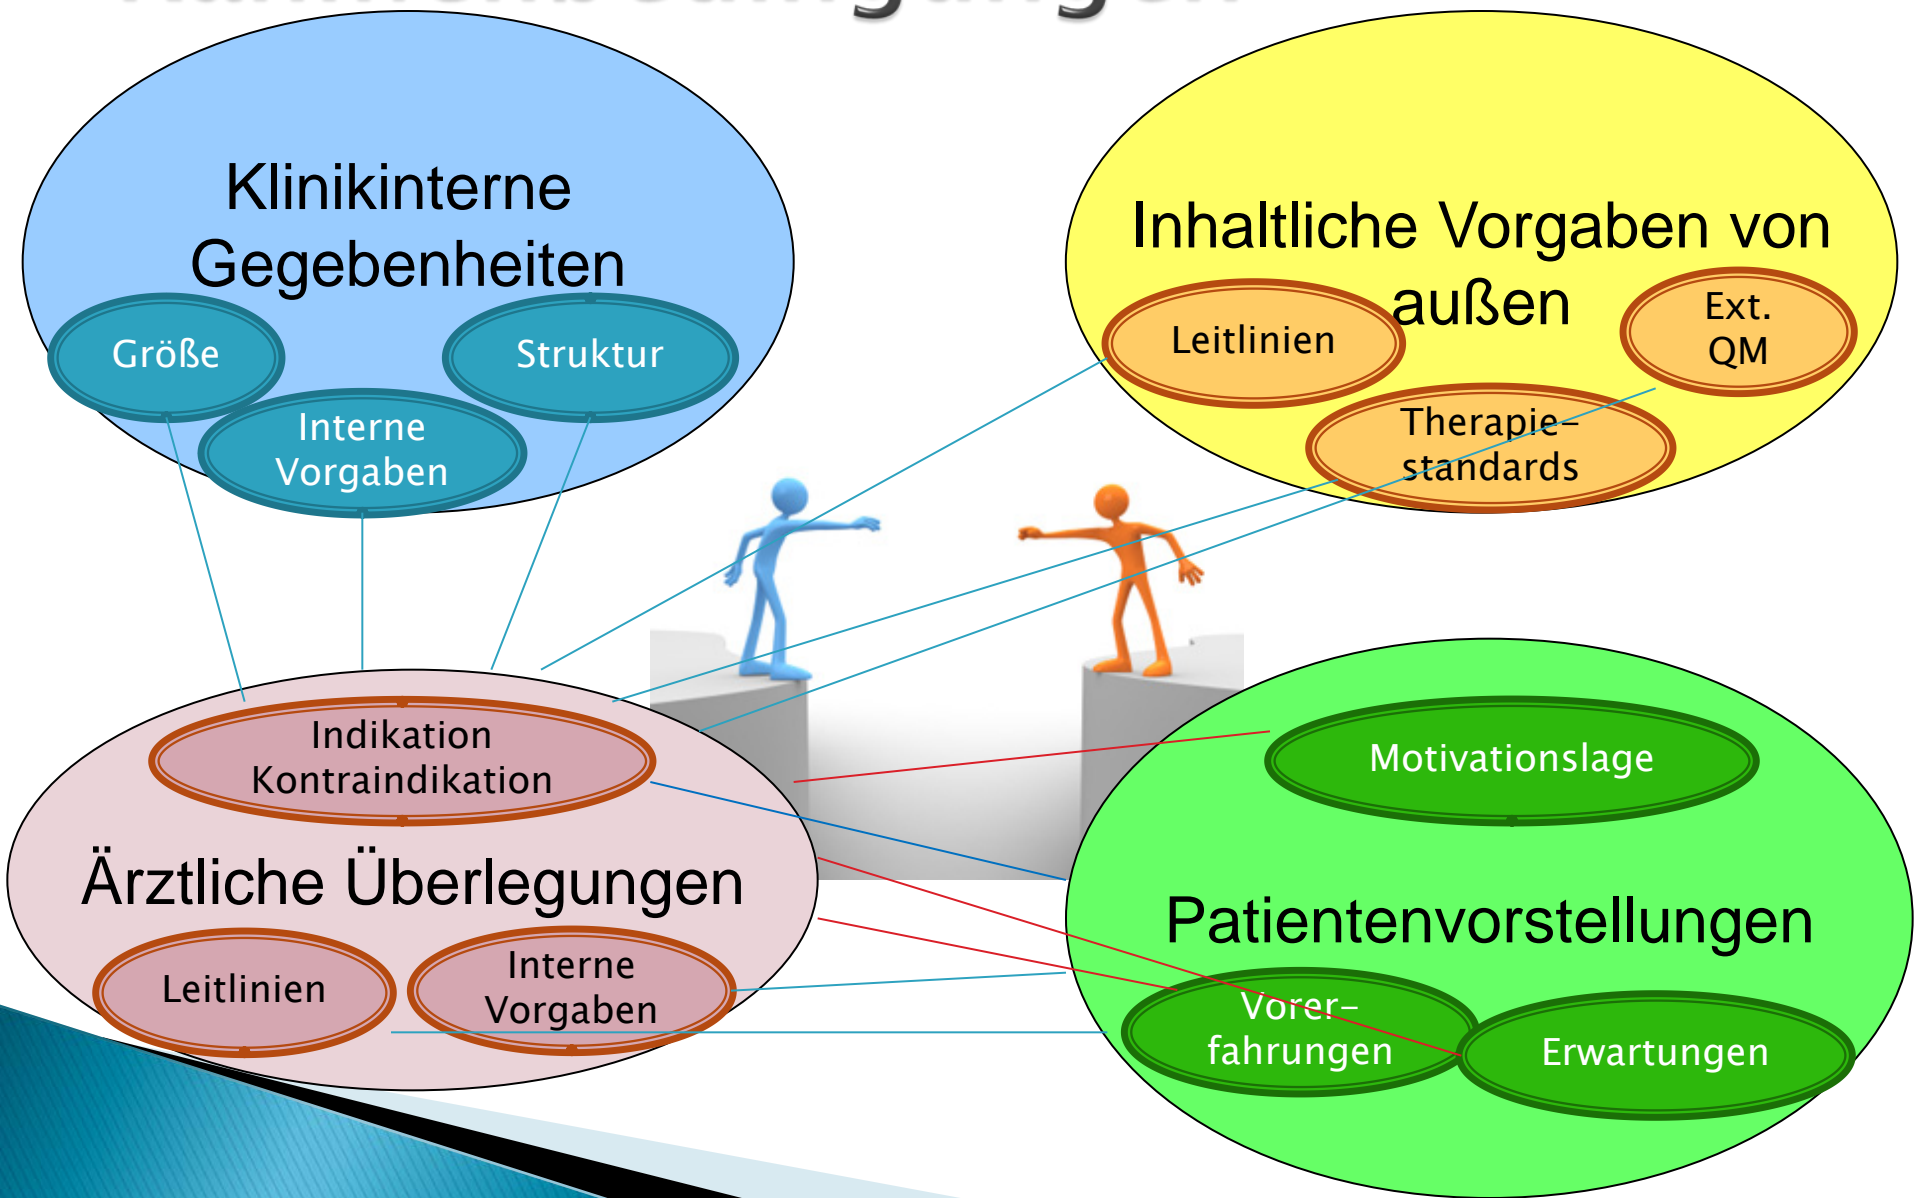 Rahmenbedingungen
Klinikinterne
Gegebenheiten
Größe
Struktur
Interne
Vorgaben
Inhaltliche Vorgaben von
außen
Leitlinien
Ext.
QM
Therapie-
standards
Indikation
Kontraindikation
Ärztliche Überlegungen
Leitlinien
Interne
Vorgaben
Motivationslage
Patientenvorstellungen
Vorer-
fahrungen
Erwartungen